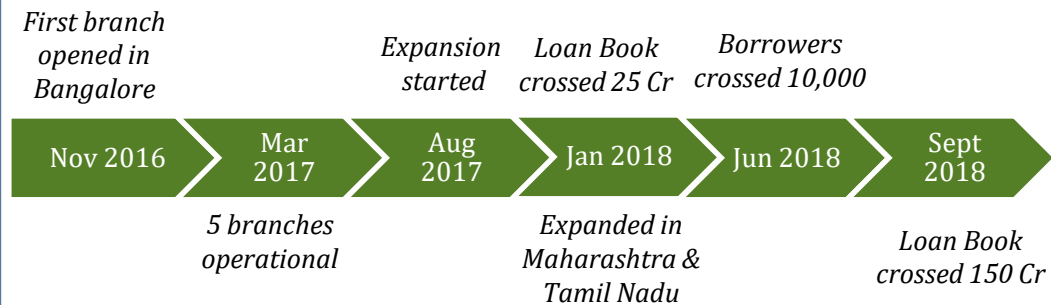 First branch
opened in
Bangalore
Expansion
started
Loan Book
crossed 25 Cr
Borrowers
crossed 10,000
Nov 2016
Mar
2017
Aug
2017
Jan 2018
Jun 2018
Sept
2018
5 branches
operational
Expanded in
Maharashtra &
Tamil Nadu
Loan Book
crossed 150 Cr